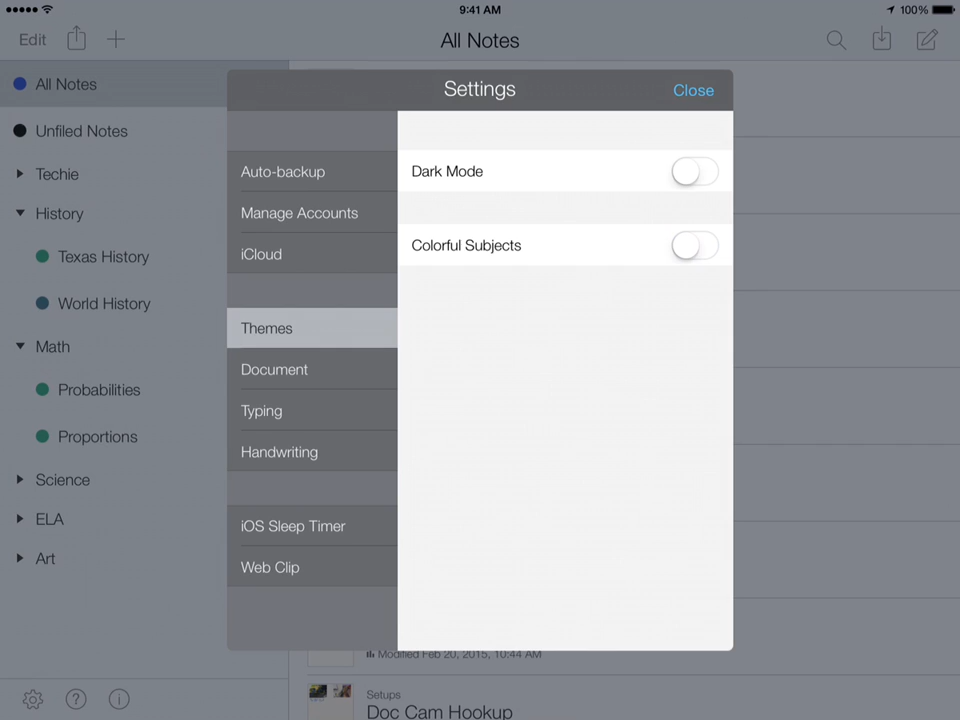 9:41 AM
100%
Edit
All Notes
All Notes
Unfiled Notes
Techie
History
Texas History
World History
Math
Probabilities
Proportions
Science
ELA
Art
Settings
Close
Auto-backup
Manage Accounts
iCloud
Themes
Document
Typing
Handwriting
iOS Sleep Timer
Web Clip
Dark Mode
Colorful Subjects
Modified Feb 20, 2015, 10:44 AM
Setups
Doc Cam Hookup